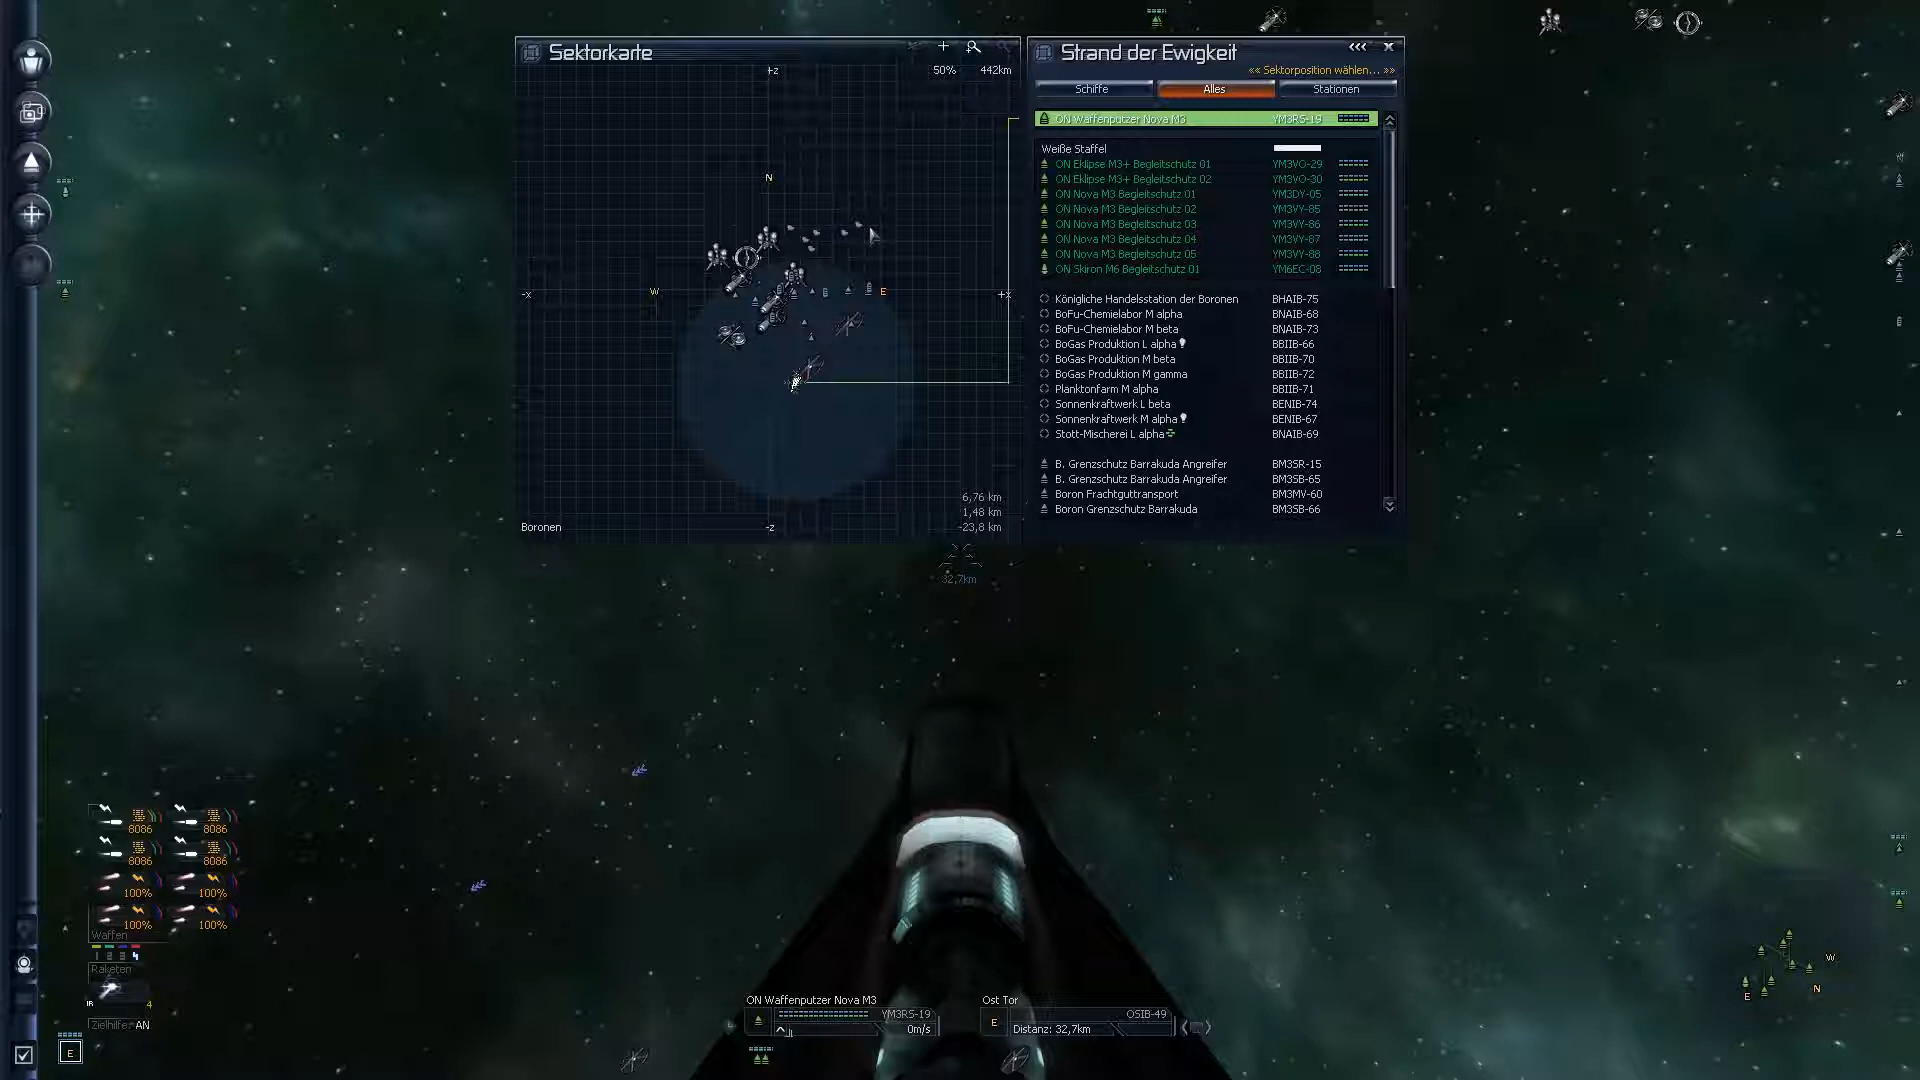 Sektorkarte
50% 442km
+z
N
-x
W
E
+x
6,76 km
1,48 km
-23,8 km
Boronen
-z
Strand der Ewigkeit
«« Sektorposition wählen... »»
Schiffe Alles Stationen
ON Waffenputzer Nova M3 YM3RS-19
Weiße Staffel
ON Eklipse M3+ Begleitschutz 01 YM3VO-29
ON Eklipse M3+ Begleitschutz 02 YM3VO-30
ON Nova M3 Begleitschutz 01 YM3DY-05
ON Nova M3 Begleitschutz 02 YM3VY-85
ON Nova M3 Begleitschutz 03 YM3VY-86
ON Nova M3 Begleitschutz 04 YM3VY-87
ON Nova M3 Begleitschutz 05 YM3VY-88
ON Skiron M6 Begleitschutz 01 YM6EC-08
Königliche Handelsstation der Boronen BHAIB-75
BoFu-Chemielabor M alpha BNAIB-68
BoFu-Chemielabor M beta BNAIB-73
BoGas Produktion L alpha BBIIB-66
BoGas Produktion M beta BBIIB-70
BoGas Produktion M gamma BBIIB-72
Planktonfarm M alpha BBIIB-71
Sonnenkraftwerk L beta BENIB-74
Sonnenkraftwerk M alpha BENIB-67
Stott-Mischerei L alpha BNAIB-69
B. Grenzschutz Barrakuda Angreifer BM3SR-15
B. Grenzschutz Barrakuda Angreifer BM3SB-65
Boron Frachtguttransport BM3MV-60
Boron Grenzschutz Barrakuda BM3SB-66
32,7km
8086 8086
8086 8086
100% 100%
100% 100%
Waffen
1 2 3 4
Raketen
IR 4
Zielhilfe: AN
E
ON Waffenputzer Nova M3
YM3RS-19
0m/s
Ost Tor
E
OSIB-49
Distanz: 32,7km
W
E
N